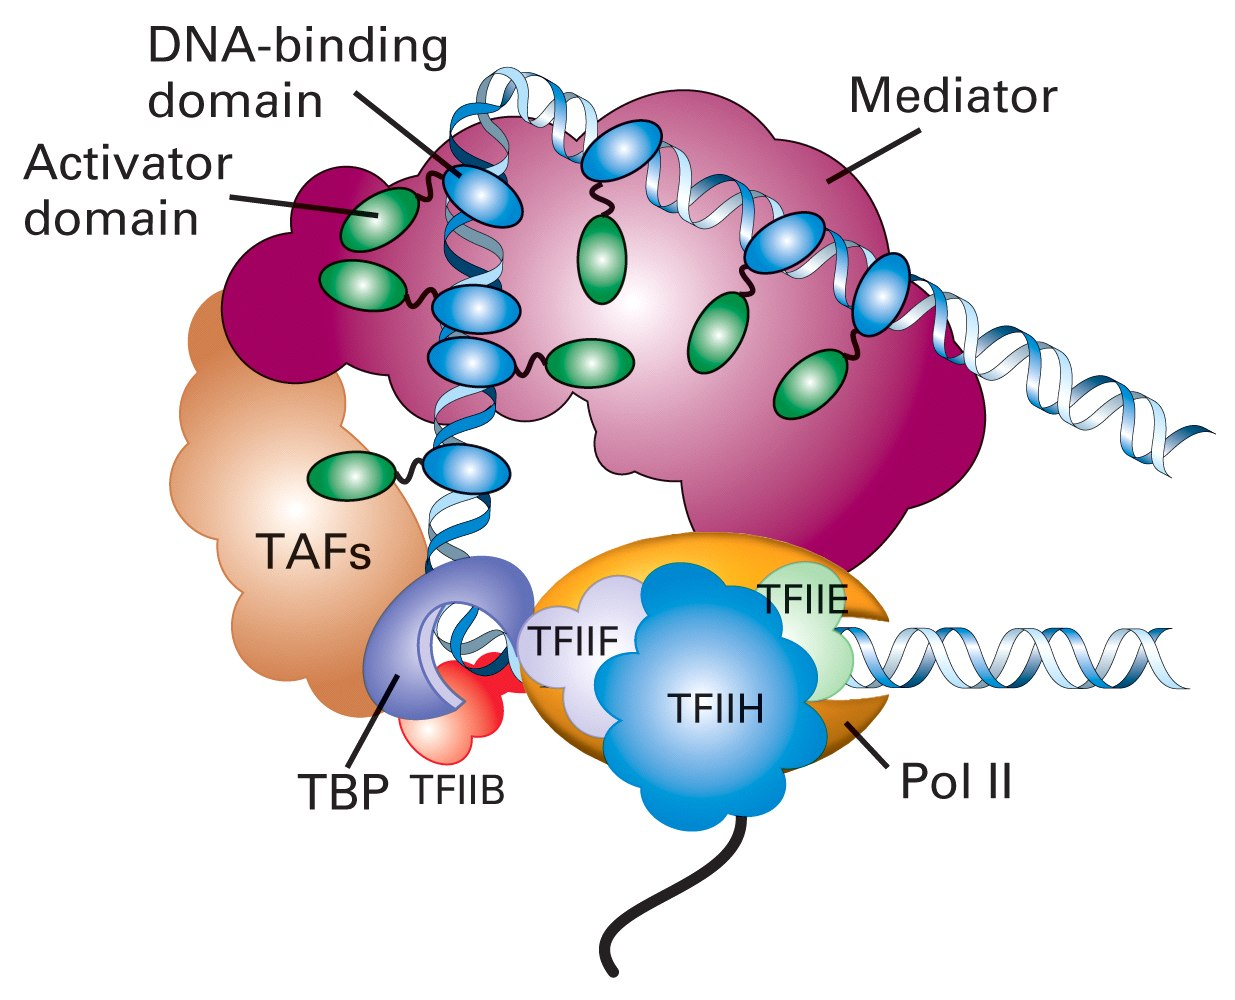 DNA-binding
domain
Mediator
Activator
domain
TAFs
TFIIE
TFIIF
TFIIH
TBP
TFIIB
Pol II